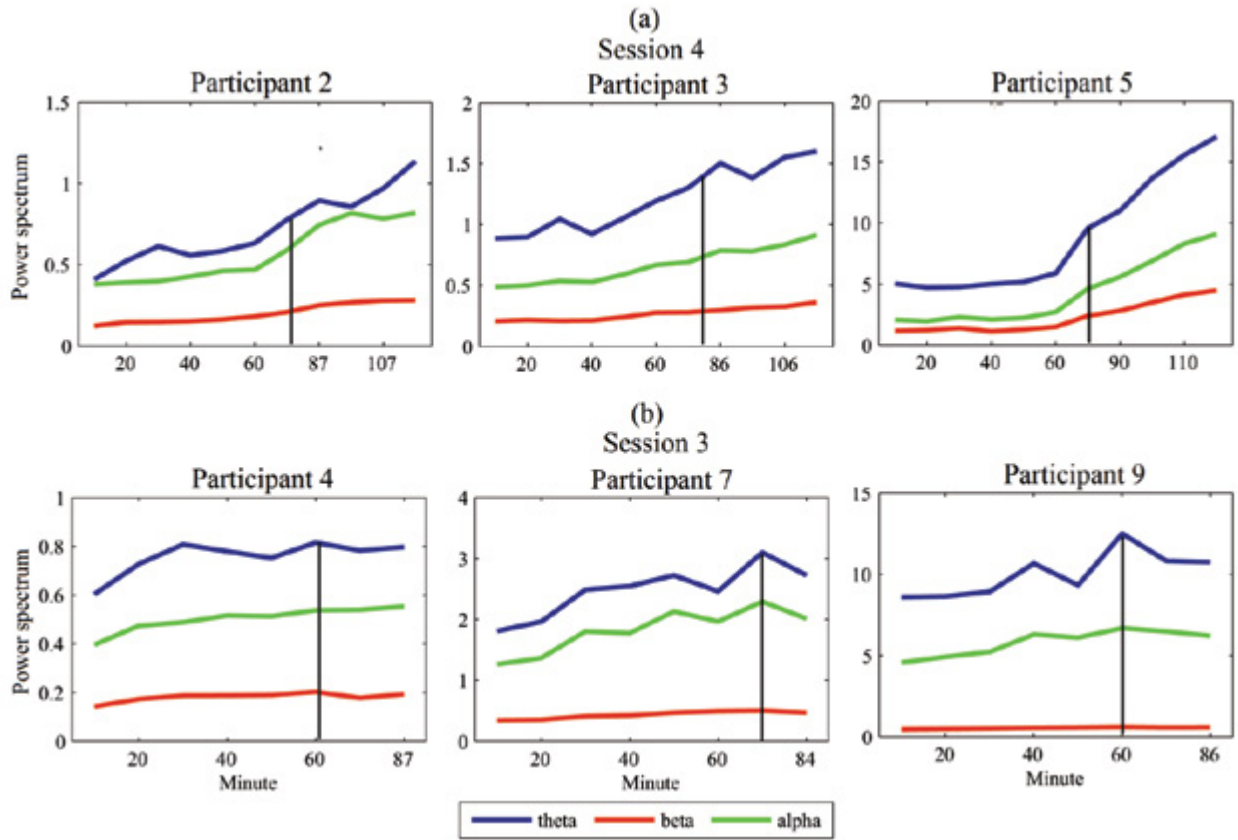 (a)
Session 4
Participant 2
Participant 3
Participant 5
Power spectrum
1.5
1
0.5
0
20 40 60 87 107
2
1.5
1
0.5
0
20 40 60 86 106
20
15
10
5
0
20 40 60 90 110
(b)
Session 3
Participant 4
Participant 7
Participant 9
Power spectrum
1
0.8
0.6
0.4
0.2
0
20 40 60 87
Minute
4
3
2
1
0
20 40 60 84
Minute
15
10
5
0
20 40 60 86
Minute
theta beta alpha